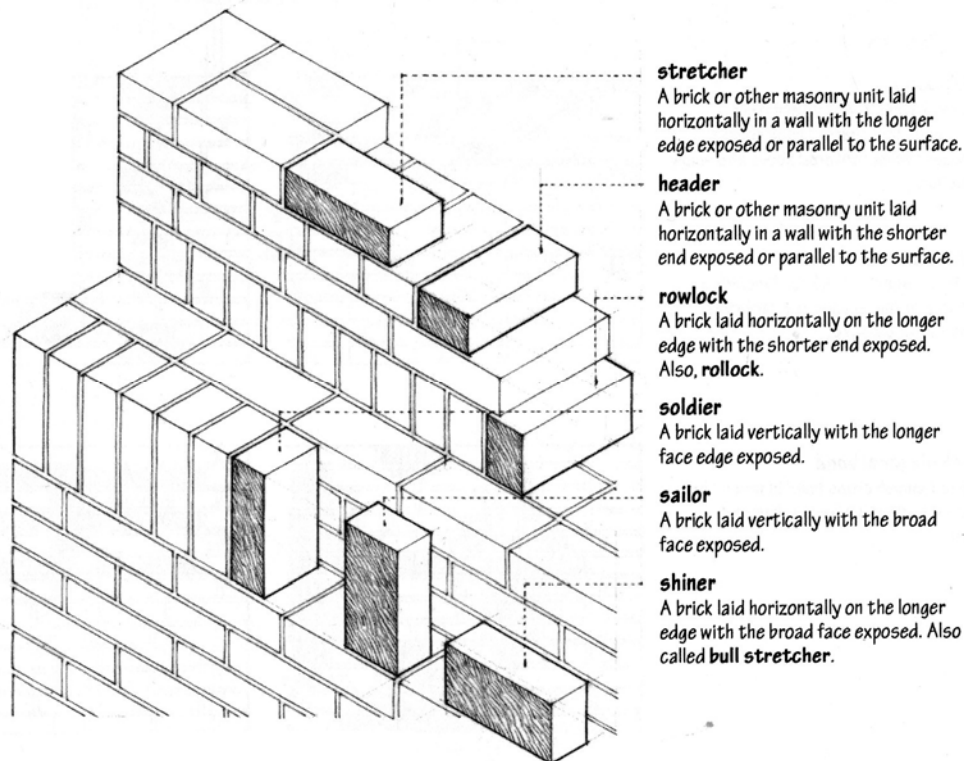 stretcher
A brick or other masonry unit laid
horizontally in a wall with the longer
edge exposed or parallel to the surface.
header
A brick or other masonry unit laid
horizontally in a wall with the shorter
end exposed or parallel to the surface.
rowlock
A brick laid horizontally on the longer
edge with the shorter end exposed.
Also, rollock.
soldier
A brick laid vertically with the longer
face edge exposed.
sailor
A brick laid vertically with the broad
face exposed.
shiner
A brick laid horizontally on the longer
edge with the broad face exposed. Also
called bull stretcher.